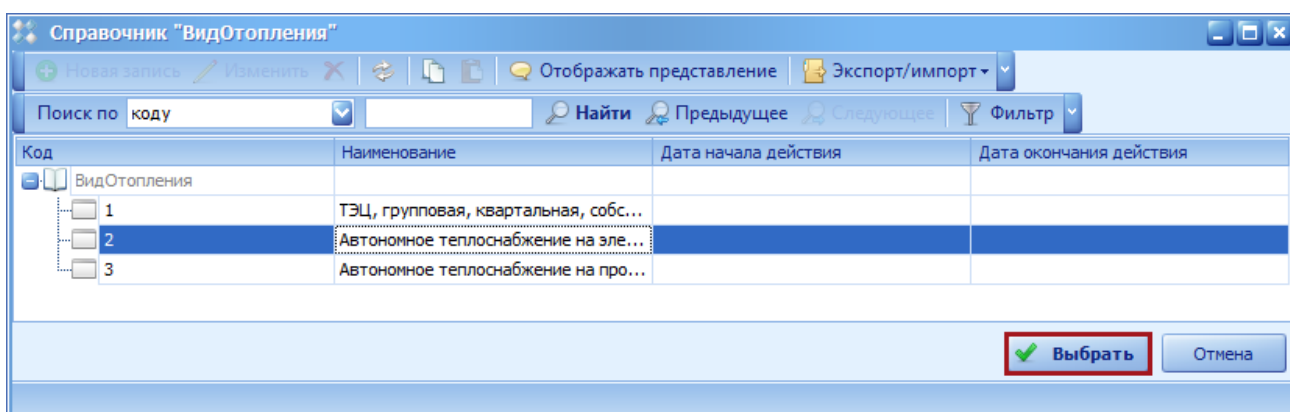 Справочник "ВидОтопления"
Новая запись Изменить Отображать представление Экспорт/импорт
Поиск по коду Найти Предыдущее Следующее Фильтр
Код Наименование Дата начала действия Дата окончания действия
ВидОтопления
1 ТЭЦ, групповая, квартальная, собс...
2 Автономное теплоснабжение на эле...
3 Автономное теплоснабжение на про...
Выбрать Отмена